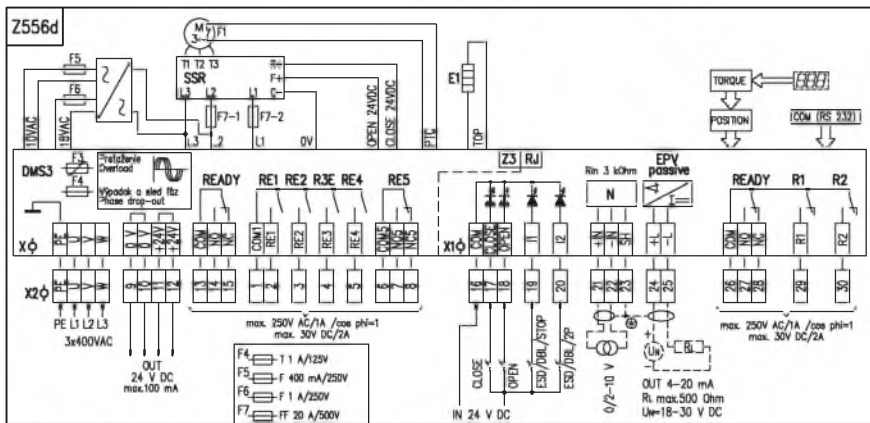 Z556d
F5
F6
18VAC
18VAC
M
3~
F1
T1 T2 T3
SSR
R+
F+
C-
L3 L2 L1
F7-1
F7-2
L3 L2 L1 0V
OPEN 24VDC
CLOSE 24VDC
PTC
E1
TOP
TORQUE
POSITION
COM (RS 232)
DMS3
F3
F4
Preťaženie
Overload
Výpadok a sled fáz
Phase drop-out
READY
RE1 RE2 R3E RE4
RE5
Z3 RJ
Rin 3 kOhm
N
EPV
passive
READY
R1
R2
X
PE U V W
0 V
0 V
+24V
+24V
COM NO NC
COM1 RE1 RE2 RE3 RE4
COM5 NO5 NC5
X1
COM CLOSE OPEN
I1
I2
+IN -IN SH
+L -L
COM NO NC
R1
R2
X2
PE U V W
9 10 11 12
13 14 15
1 2 3 4 5
6 7 8
16 17 18
19
20
21 22 23
24 25
26 27 28
29
30
PE L1 L2 L3
3x400VAC
OUT
24 V DC
max.100 mA
max. 250V AC/1A /cos phi=1
max. 30V DC/2A
F4 T 1 A/125V
F5 F 400 mA/250V
F6 F 1 A/250V
F7 FF 20 A/500V
CLOSE
OPEN
IN 24 V DC
ESD/DBL/STOP
ESD/DBL/2P
0/2-10 V
+
Uw
-
RL
OUT 4-20 mA
RL max.500 Ohm
Uw=18-30 V DC
max. 250V AC/1A /cos phi=1
max. 30V DC/2A